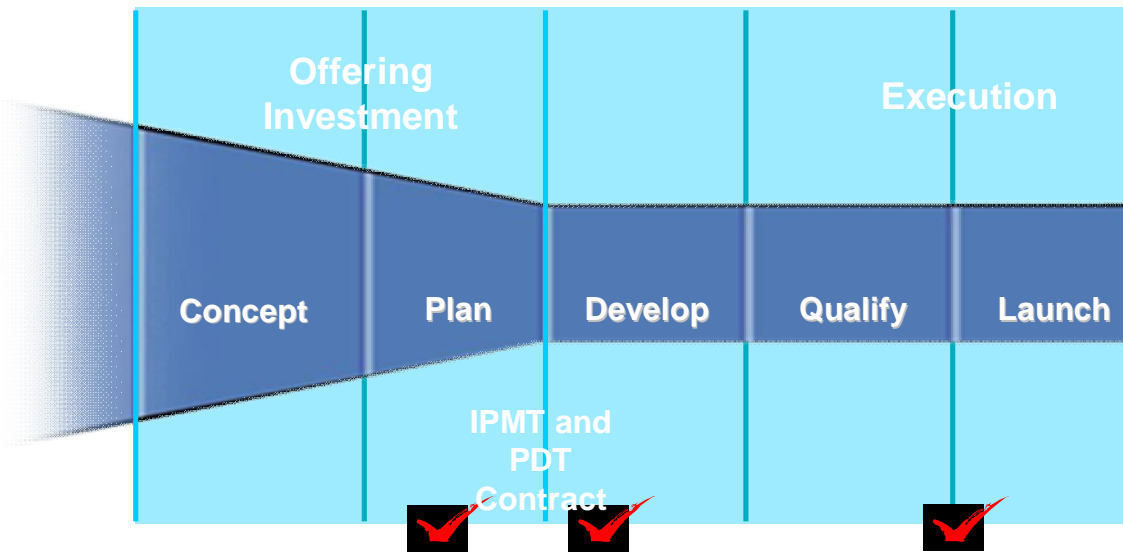 Offering
Investment
Execution
Concept
Plan
Develop
Qualify
Launch
IPMT and
PDT
Contract